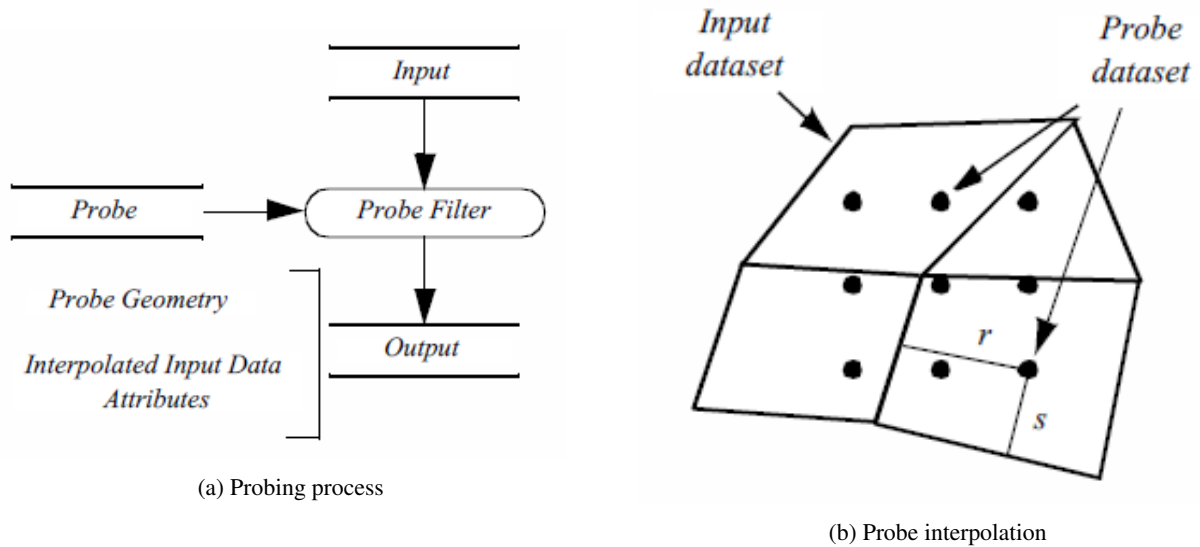 Input
Probe
Probe Filter
Probe Geometry
Interpolated Input Data
Attributes
Output
(a) Probing process
Input
dataset
Probe
dataset
r
s
(b) Probe interpolation